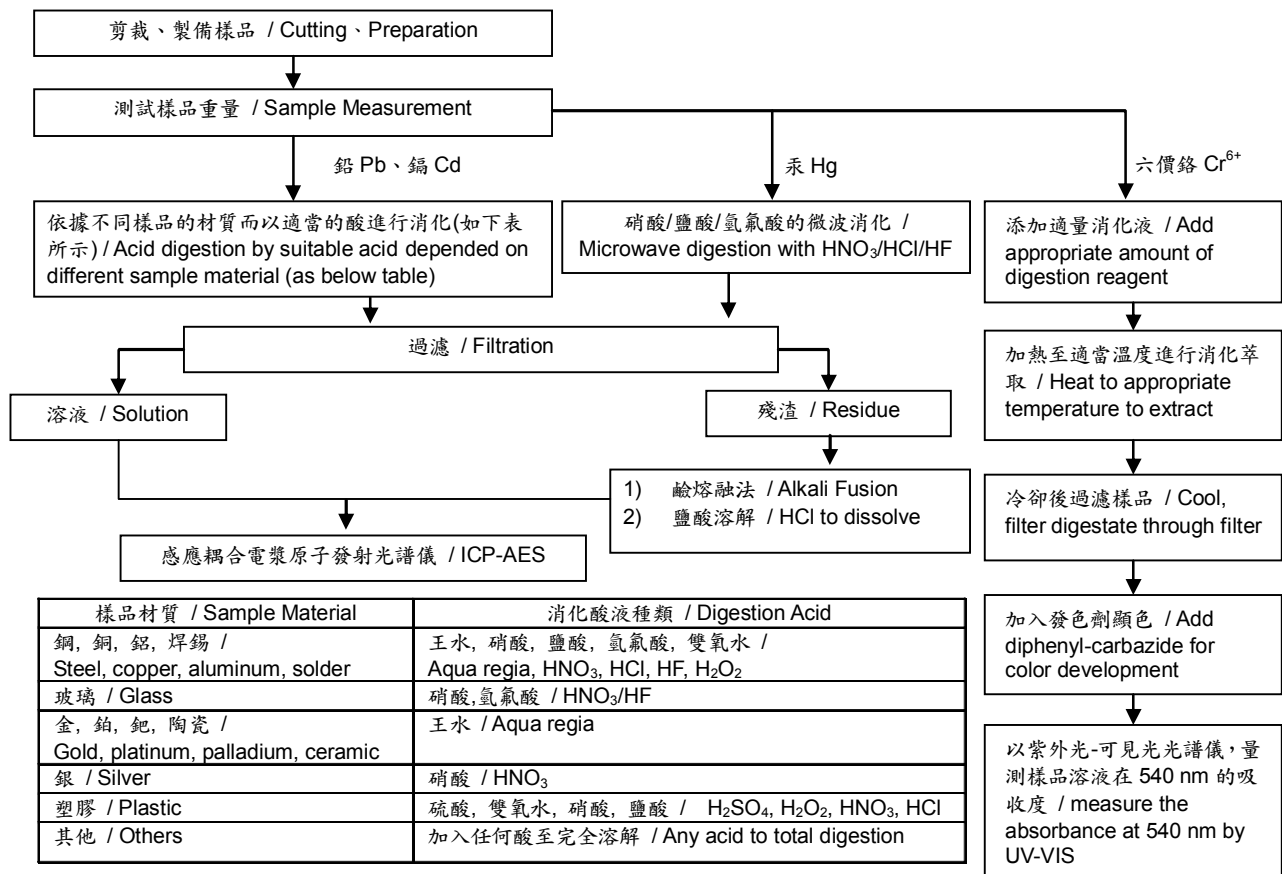 剪裁、製備樣品 / Cutting、Preparation
測試樣品重量 / Sample Measurement
鉛 Pb、鎘 Cd
汞 Hg
六價鉻 Cr⁶⁺
依據不同樣品的材質而以適當的酸進行消化(如下表
所示) / Acid digestion by suitable acid depended on
different sample material (as below table)
硝酸/鹽酸/氫氟酸的微波消化 /
Microwave digestion with HNO₃/HCl/HF
添加適量消化液 / Add
appropriate amount of
digestion reagent
過濾 / Filtration
加熱至適當溫度進行消化萃
取 / Heat to appropriate
temperature to extract
溶液 / Solution
殘渣 / Residue
1) 鹼熔融法 / Alkali Fusion
2) 鹽酸溶解 / HCl to dissolve
冷卻後過濾樣品 / Cool,
filter digestate through filter
感應耦合電漿原子發射光譜儀 / ICP-AES
加入發色劑顯色 / Add
diphenyl-carbazide for
color development
以紫外光-可見光光譜儀，量
測樣品溶液在 540 nm 的吸
收度 / measure the
absorbance at 540 nm by
UV-VIS
樣品材質 / Sample Material
消化酸液種類 / Digestion Acid
鋼, 銅, 鋁, 焊錫 /
Steel, copper, aluminum, solder
王水, 硝酸, 鹽酸, 氫氟酸, 雙氧水 /
Aqua regia, HNO₃, HCl, HF, H₂O₂
玻璃 / Glass
硝酸,氫氟酸 / HNO₃/HF
金, 鉑, 鈀, 陶瓷 /
Gold, platinum, palladium, ceramic
王水 / Aqua regia
銀 / Silver
硝酸 / HNO₃
塑膠 / Plastic
硫酸, 雙氧水, 硝酸, 鹽酸 / H₂SO₄, H₂O₂, HNO₃, HCl
其他 / Others
加入任何酸至完全溶解 / Any acid to total digestion